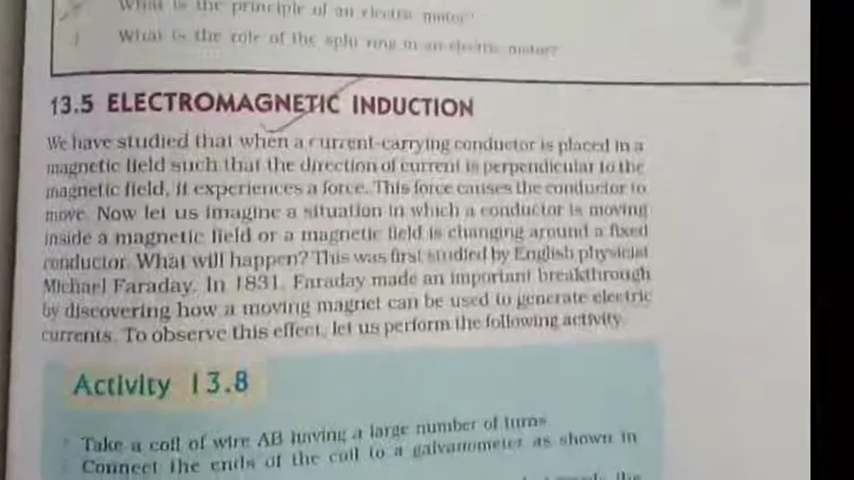 What is the principle of an electric motor?
What is the role of the split ring in an electric motor?
13.5 ELECTROMAGNETIC INDUCTION
We have studied that when a current-carrying conductor is placed in a
magnetic field such that the direction of current is perpendicular to the
magnetic field, it experiences a force. This force causes the conductor to
move. Now let us imagine a situation in which a conductor is moving
inside a magnetic field or a magnetic field is changing around a fixed
conductor. What will happen? This was first studied by English physicist
Michael Faraday. In 1831, Faraday made an important breakthrough
by discovering how a moving magnet can be used to generate electric
currents. To observe this effect, let us perform the following activity.
Activity 13.8
Take a coil of wire AB having a large number of turns
Connect the ends of the coil to a galvanometer as shown in